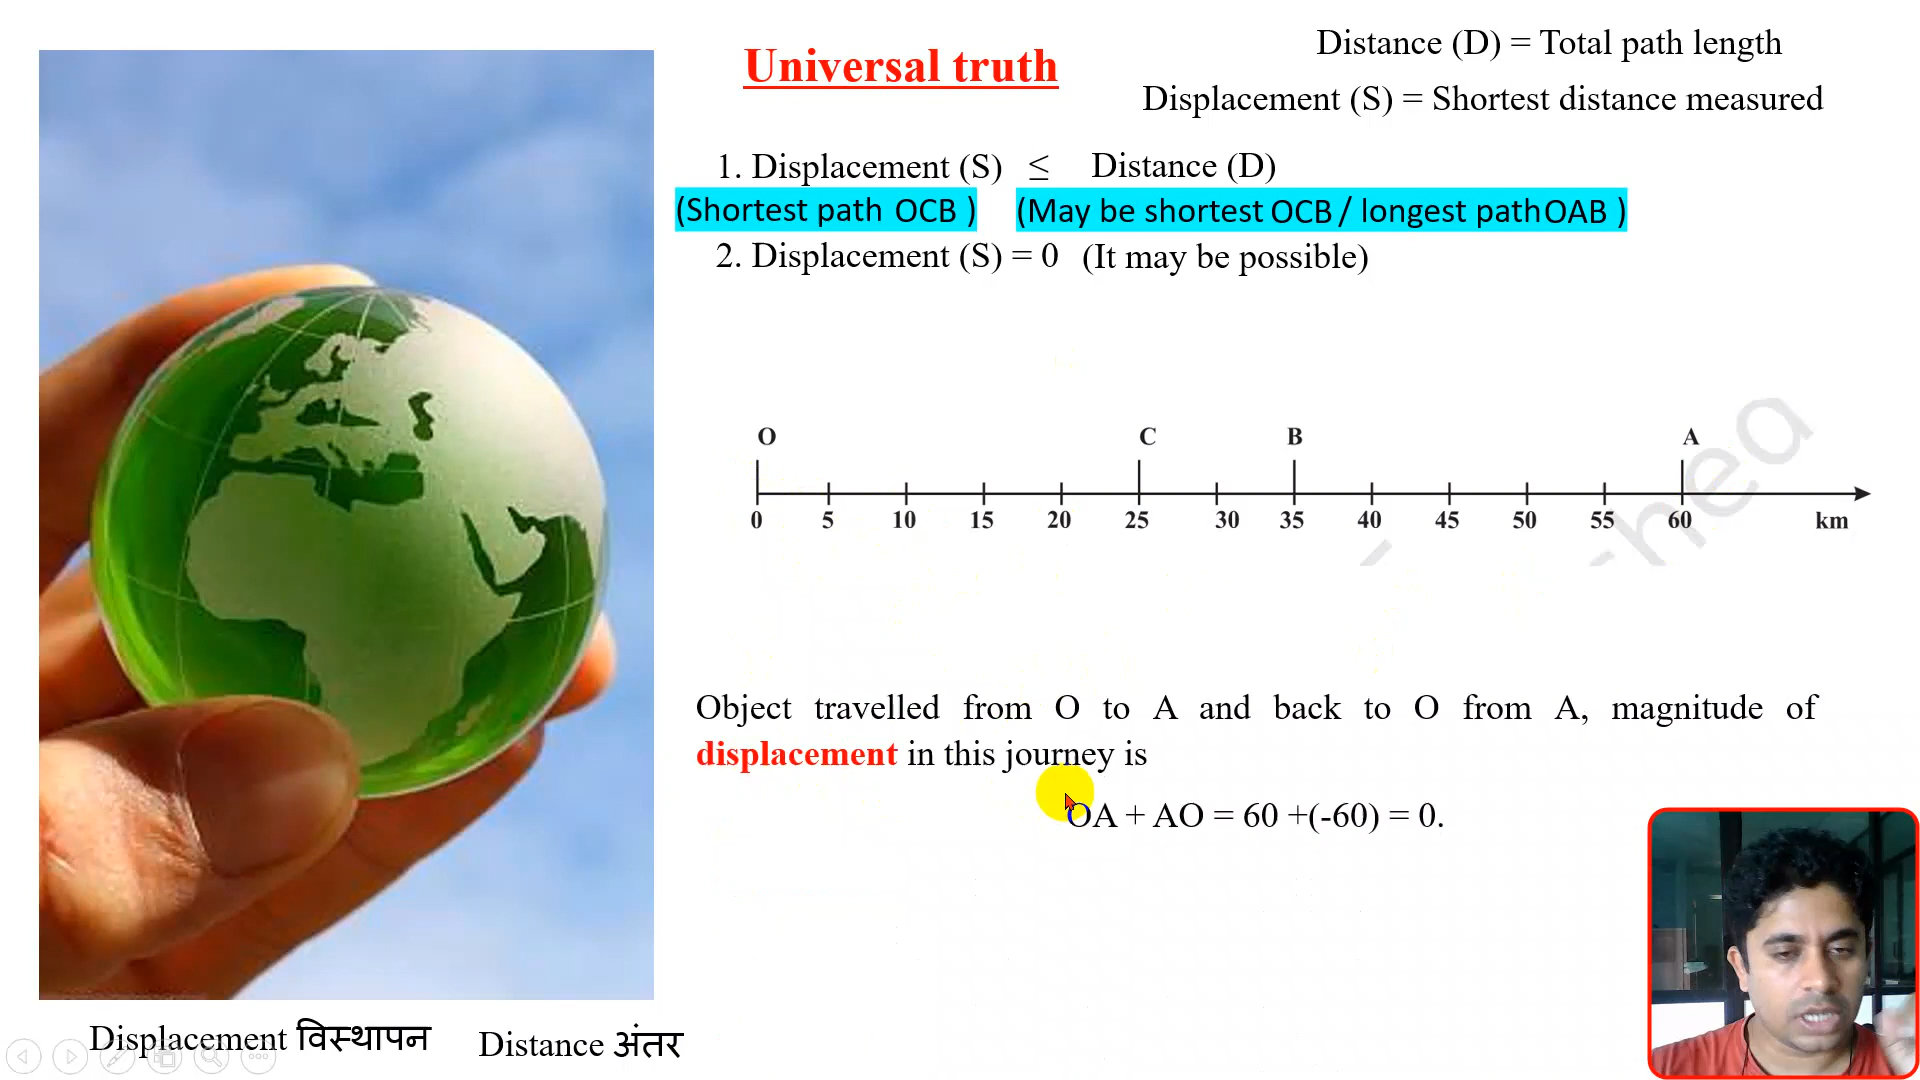 Universal truth
Distance (D) = Total path length
Displacement (S) = Shortest distance measured
1. Displacement (S) ≤ Distance (D)
(Shortest path OCB ) (May be shortest OCB / longest path OAB )
2. Displacement (S) = 0 (It may be possible)
O C B A
0 5 10 15 20 25 30 35 40 45 50 55 60 km
Object travelled from O to A and back to O from A, magnitude of
displacement in this journey is
OA + AO = 60 +(-60) = 0.
Displacement विस्थापन Distance अंतर